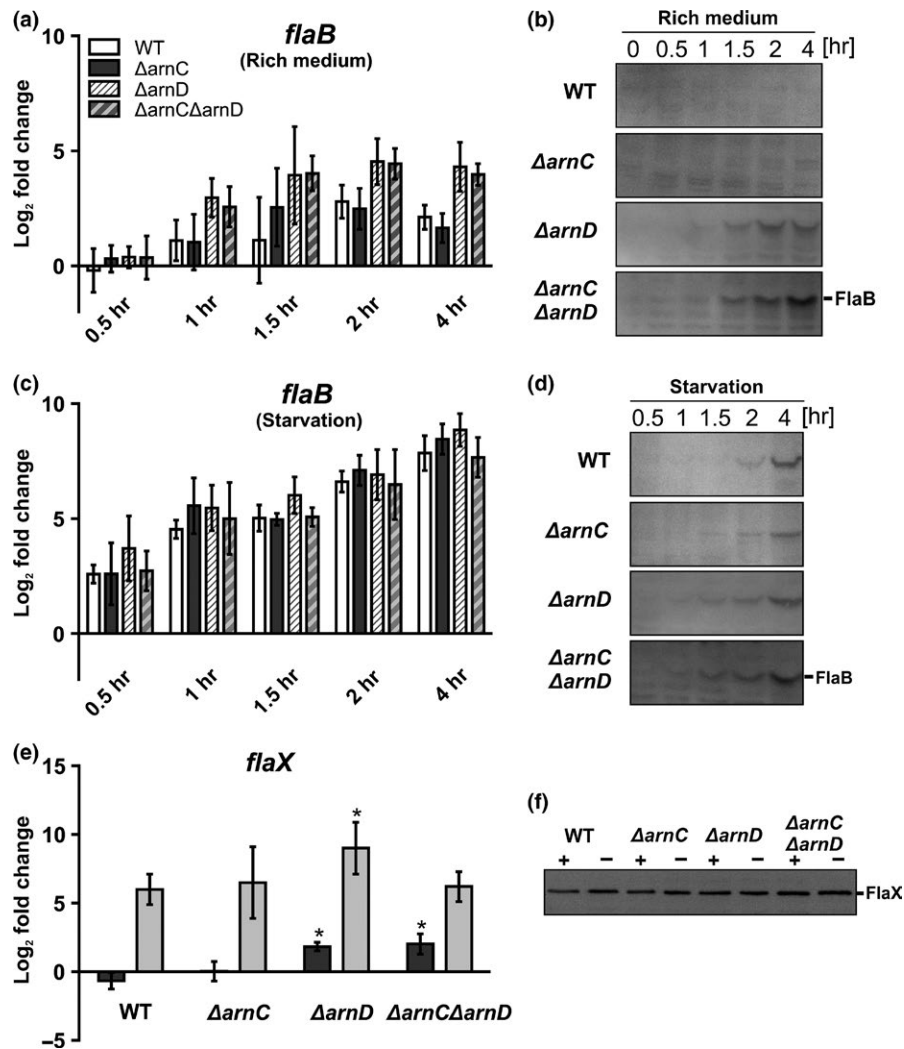 (a)
flaB
(Rich medium)
WT
ΔarnC
ΔarnD
ΔarnCΔarnD
Log₂ fold change
10
5
0
0.5 hr
1 hr
1.5 hr
2 hr
4 hr
(b)
Rich medium
0 0.5 1 1.5 2 4 [hr]
WT
ΔarnC
ΔarnD
ΔarnC
ΔarnD
FlaB
(c)
flaB
(Starvation)
Log₂ fold change
10
5
0
0.5 hr
1 hr
1.5 hr
2 hr
4 hr
(d)
Starvation
0.5 1 1.5 2 4 [hr]
WT
ΔarnC
ΔarnD
ΔarnC
ΔarnD
FlaB
(e)
flaX
Log₂ fold change
15
10
5
0
−5
*
*
*
WT ΔarnC ΔarnD ΔarnCΔarnD
(f)
WT ΔarnC ΔarnD ΔarnC
ΔarnD
+ − + − + − + −
FlaX